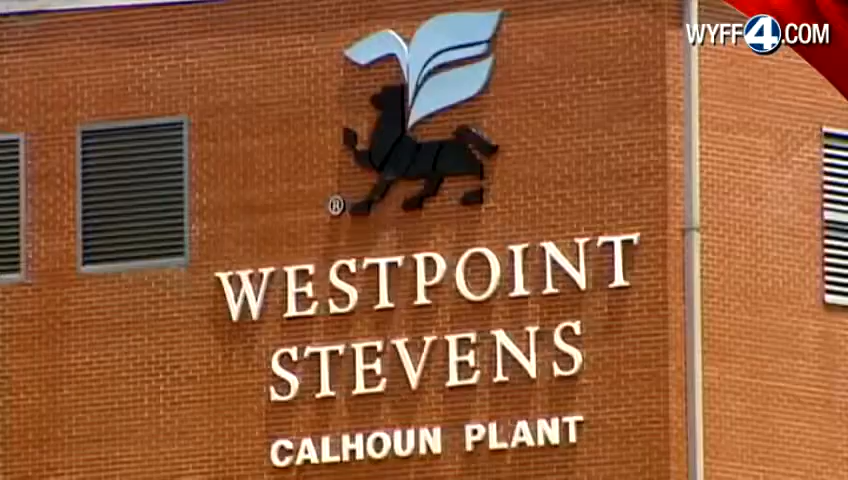 WYFF4.COM
®
WESTPOINT
STEVENS
CALHOUN PLANT